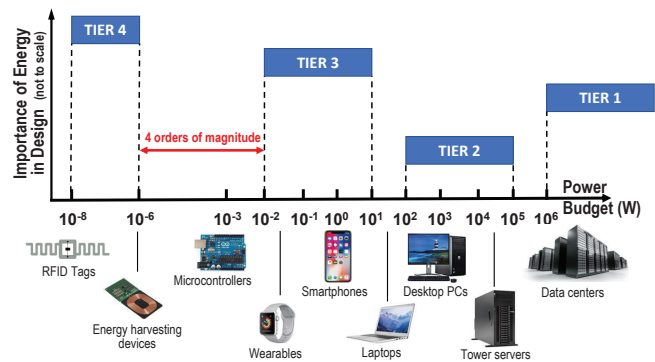 Importance of Energy
in Design (not to scale)
TIER 4
TIER 3
TIER 1
4 orders of magnitude
TIER 2
Power
Budget (W)
10⁻⁸ 10⁻⁶ 10⁻³ 10⁻² 10⁻¹ 10⁰ 10¹ 10² 10³ 10⁴ 10⁵ 10⁶
RFID Tags
Microcontrollers
Smartphones
Desktop PCs
Data centers
Energy harvesting
devices
Wearables
Laptops
Tower servers